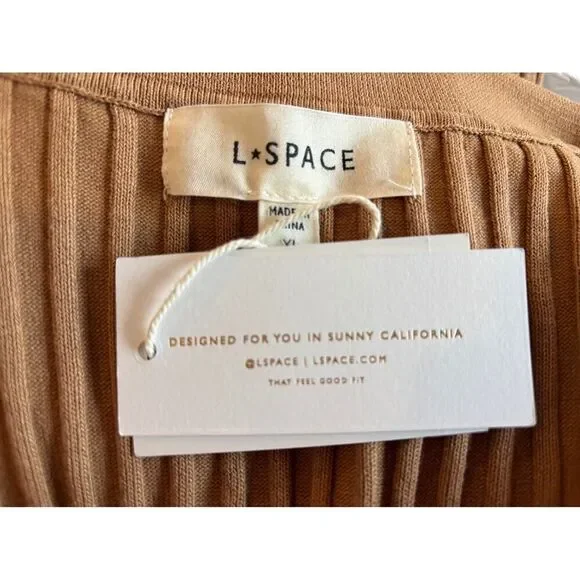 L★SPACE
MADE IN
XL
DESIGNED FOR YOU IN SUNNY CALIFORNIA
@LSPACE | LSPACE.COM
THAT FEEL GOOD FIT